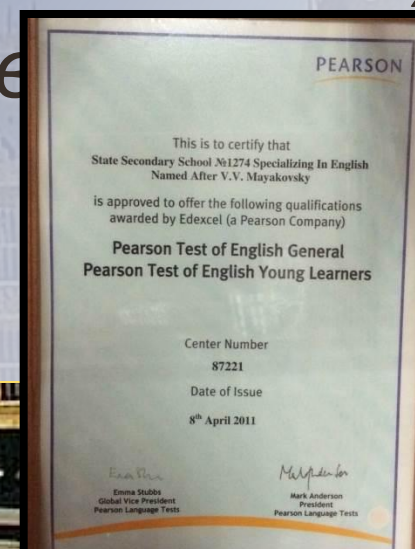 PEARSON
This is to certify that
State Secondary School №1274 Specializing In English
Named After V.V. Mayakovsky
is approved to offer the following qualifications
awarded by Edexcel (a Pearson Company)
Pearson Test of English General
Pearson Test of English Young Learners
Center Number
87221
Date of Issue
8th April 2011
Emma Stubbs
Global Vice President
Pearson Language Tests
Mark Anderson
President
Pearson Language Tests